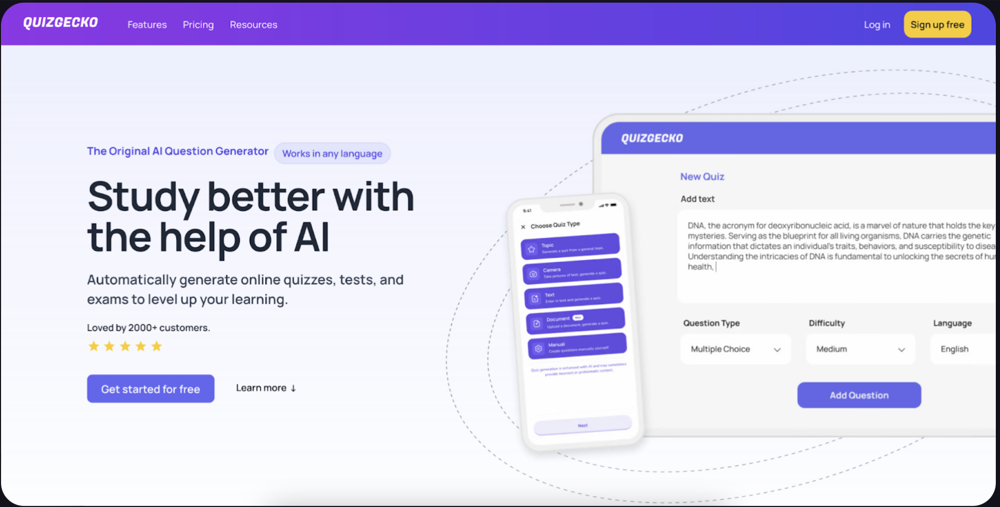 QUIZGECKO
Features
Pricing
Resources
Log in
Sign up free
The Original AI Question Generator
Works in any language
Study better with
the help of AI
Automatically generate online quizzes, tests, and
exams to level up your learning.
Loved by 2000+ customers.
Get started for free
Learn more ↓
9:41
Choose Quiz Type
Topic
Generate a quiz from a general topic.
Camera
Take pictures of text, generate a quiz.
Text
Enter in text and generate a quiz.
Document New
Upload a document, generate a quiz.
Manual
Create questions manually yourself
Quiz generation is enhanced with AI and may sometimes
provide incorrect or problematic content.
Next
QUIZGECKO
New Quiz
Add text
DNA, the acronym for deoxyribonucleic acid, is a marvel of nature that holds the key
mysteries. Serving as the blueprint for all living organisms, DNA carries the genetic
information that dictates an individual's traits, behaviors, and susceptibility to disea
Understanding the intricacies of DNA is fundamental to unlocking the secrets of hu
health,
Question Type
Difficulty
Language
Multiple Choice
Medium
English
Add Question